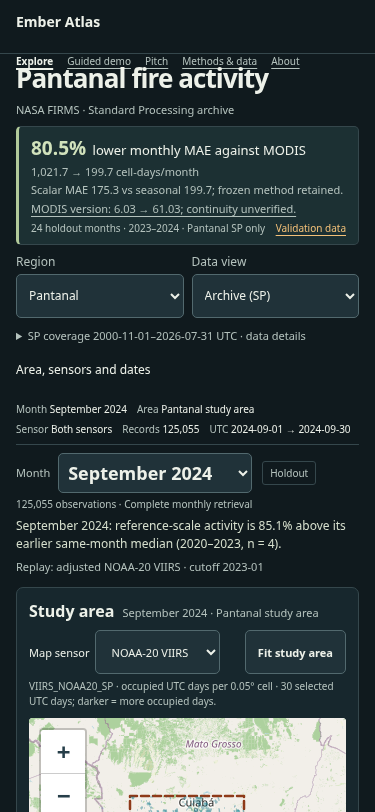 Ember Atlas
Explore Guided demo Pitch Methods & data About
Pantanal fire activity
NASA FIRMS · Standard Processing archive
80.5% lower monthly MAE against MODIS
1,021.7 → 199.7 cell-days/month
Scalar MAE 175.3 vs seasonal 199.7; frozen method retained.
MODIS version: 6.03 → 61.03; continuity unverified.
24 holdout months · 2023–2024 · Pantanal SP only Validation data
Region Data view
Pantanal Archive (SP)
▶ SP coverage 2000-11-01–2026-07-31 UTC · data details
Area, sensors and dates
Month September 2024 Area Pantanal study area
Sensor Both sensors Records 125,055 UTC 2024-09-01 → 2024-09-30
Month September 2024 Holdout
125,055 observations · Complete monthly retrieval
September 2024: reference-scale activity is 85.1% above its
earlier same-month median (2020–2023, n = 4).
Replay: adjusted NOAA-20 VIIRS · cutoff 2023-01
Study area September 2024 · Pantanal study area
Map sensor NOAA-20 VIIRS Fit study area
VIIRS_NOAA20_SP · occupied UTC days per 0.05° cell · 30 selected
UTC days; darker = more occupied days.
+
Mato Grosso
−
Cuiabá